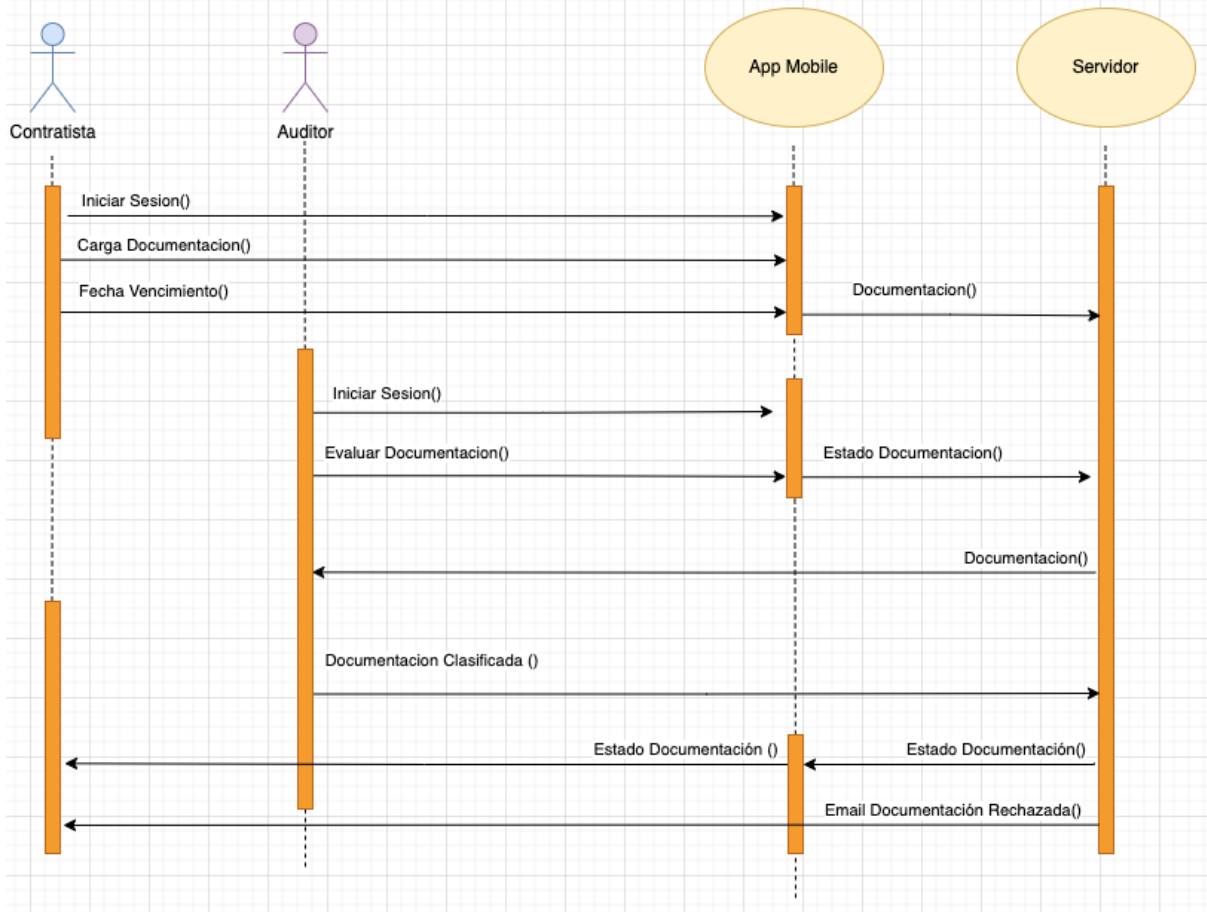 App Mobile
Servidor
Contratista
Auditor
Iniciar Sesion()
Carga Documentacion()
Fecha Vencimiento()
Documentacion()
Iniciar Sesion()
Evaluar Documentacion()
Estado Documentacion()
Documentacion()
Documentacion Clasificada ()
Estado Documentación ()
Estado Documentación()
Email Documentación Rechazada()